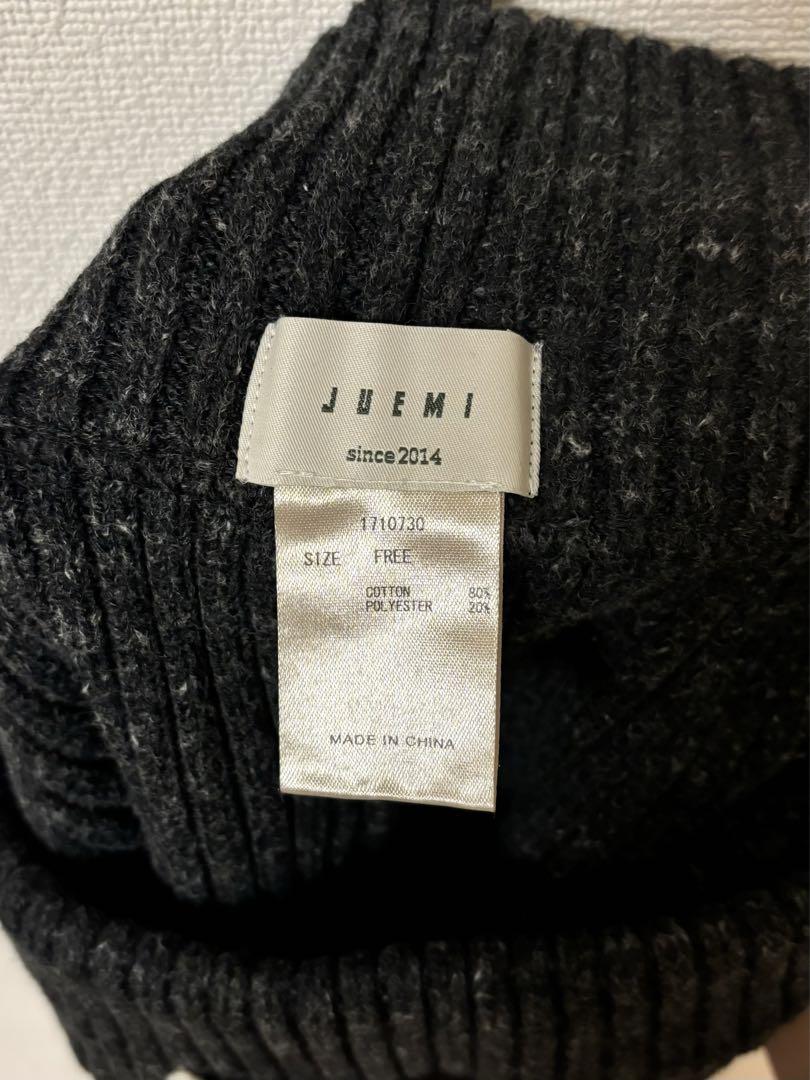 JUEMI
since2014
1710730
SIZE FREE
COTTON 80%
POLYESTER 20%
MADE IN CHINA